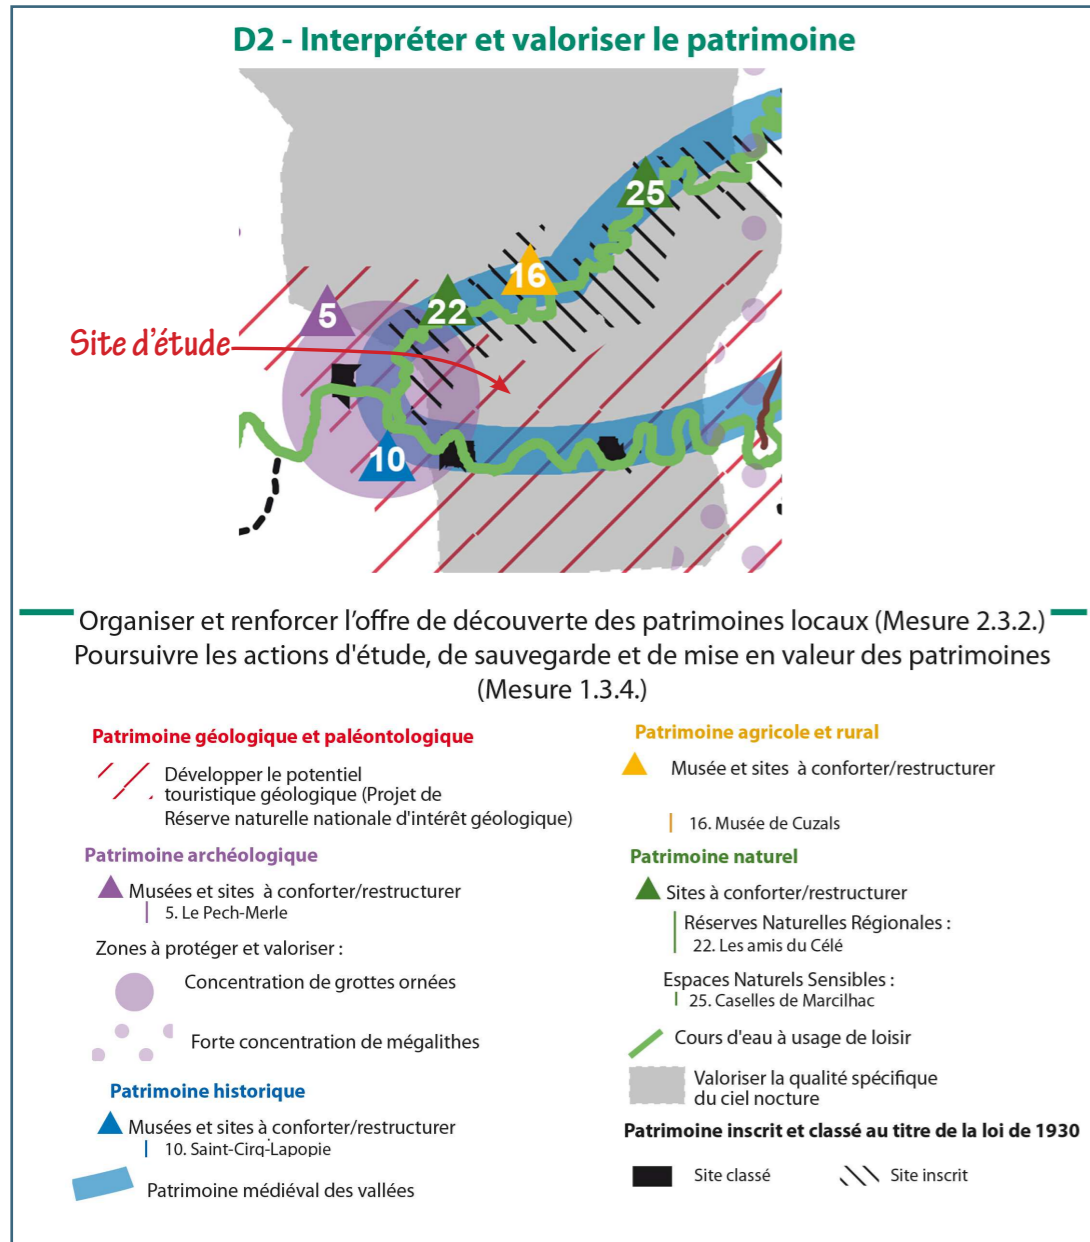 D2 - Interpréter et valoriser le patrimoine
25
16
22
5
Site d'étude
10
Organiser et renforcer l'offre de découverte des patrimoines locaux (Mesure 2.3.2.)
Poursuivre les actions d'étude, de sauvegarde et de mise en valeur des patrimoines
(Mesure 1.3.4.)
Patrimoine géologique et paléontologique
Développer le potentiel
touristique géologique (Projet de
Réserve naturelle nationale d'intérêt géologique)
Patrimoine archéologique
Musées et sites à conforter/restructurer
5. Le Pech-Merle
Zones à protéger et valoriser :
Concentration de grottes ornées
Forte concentration de mégalithes
Patrimoine historique
Musées et sites à conforter/restructurer
10. Saint-Cirq-Lapopie
Patrimoine médiéval des vallées
Patrimoine agricole et rural
Musée et sites à conforter/restructurer
16. Musée de Cuzals
Patrimoine naturel
Sites à conforter/restructurer
Réserves Naturelles Régionales :
22. Les amis du Célé
Espaces Naturels Sensibles :
25. Caselles de Marcilhac
Cours d'eau à usage de loisir
Valoriser la qualité spécifique
du ciel nocture
Patrimoine inscrit et classé au titre de la loi de 1930
Site classé
Site inscrit